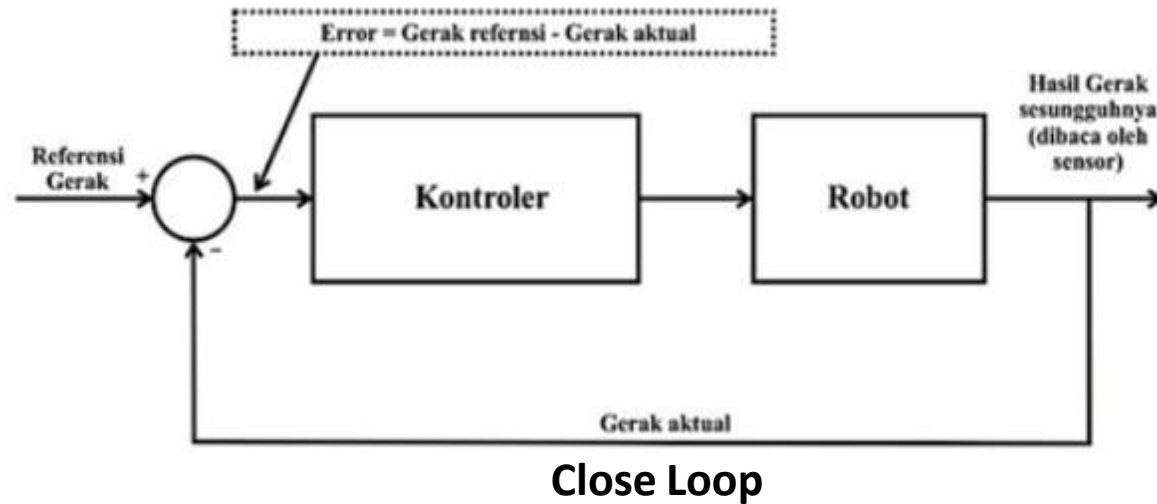 Error = Gerak refernsi - Gerak aktual
Hasil Gerak
sesungguhnya
(dibaca oleh
sensor)
Referensi
Gerak
+
Kontroler
Robot
-
Gerak aktual
Close Loop